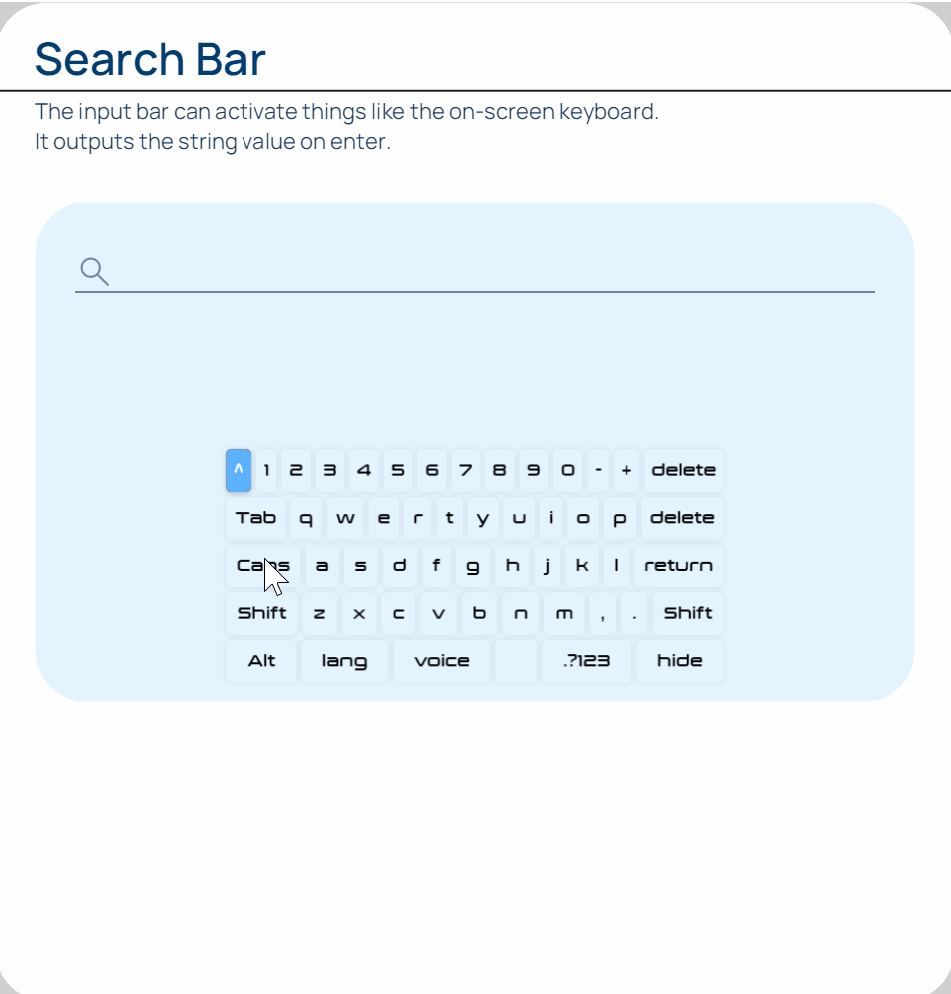 Search Bar
The input bar can activate things like the on-screen keyboard.
It outputs the string value on enter.
^ 1 2 3 4 5 6 7 8 9 0 - + delete
Tab q w e r t y u i o p delete
Caps a s d f g h j k l return
Shift z x c v b n m , . Shift
Alt lang voice .?123 hide